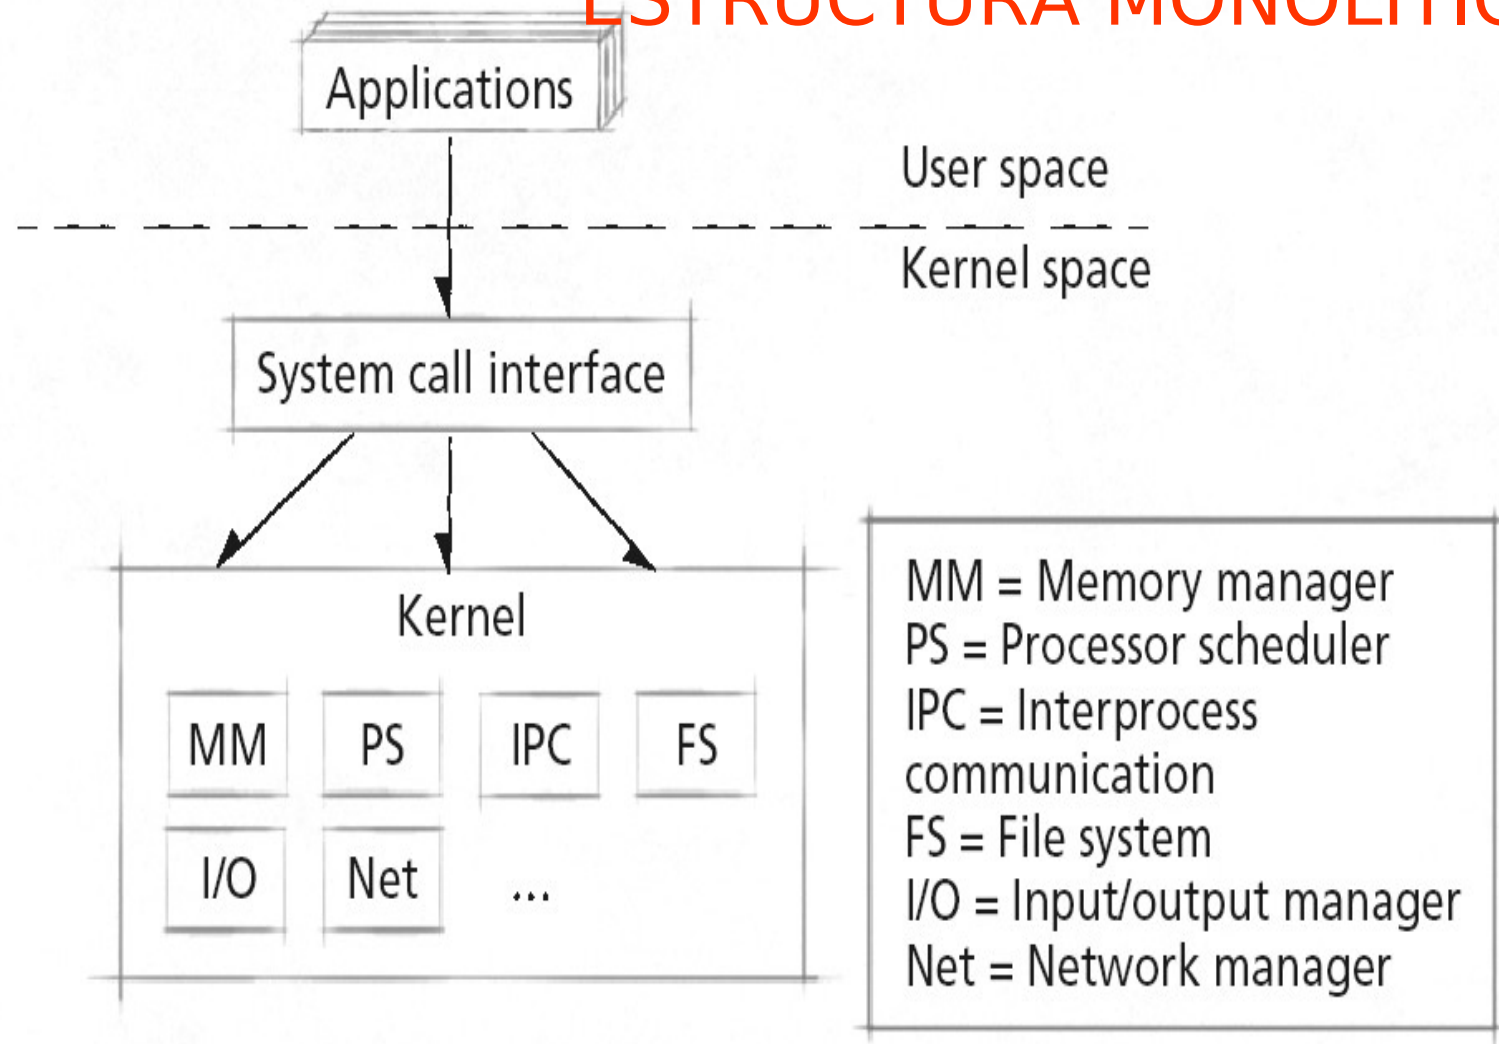 ESTRUCTURA
Applications
User space
Kernel space
System call interface
Kernel
MM PS IPC FS
I/O Net ...
MM = Memory manager
PS = Processor scheduler
IPC = Interprocess
communication
FS = File system
I/O = Input/output manager
Net = Network manager